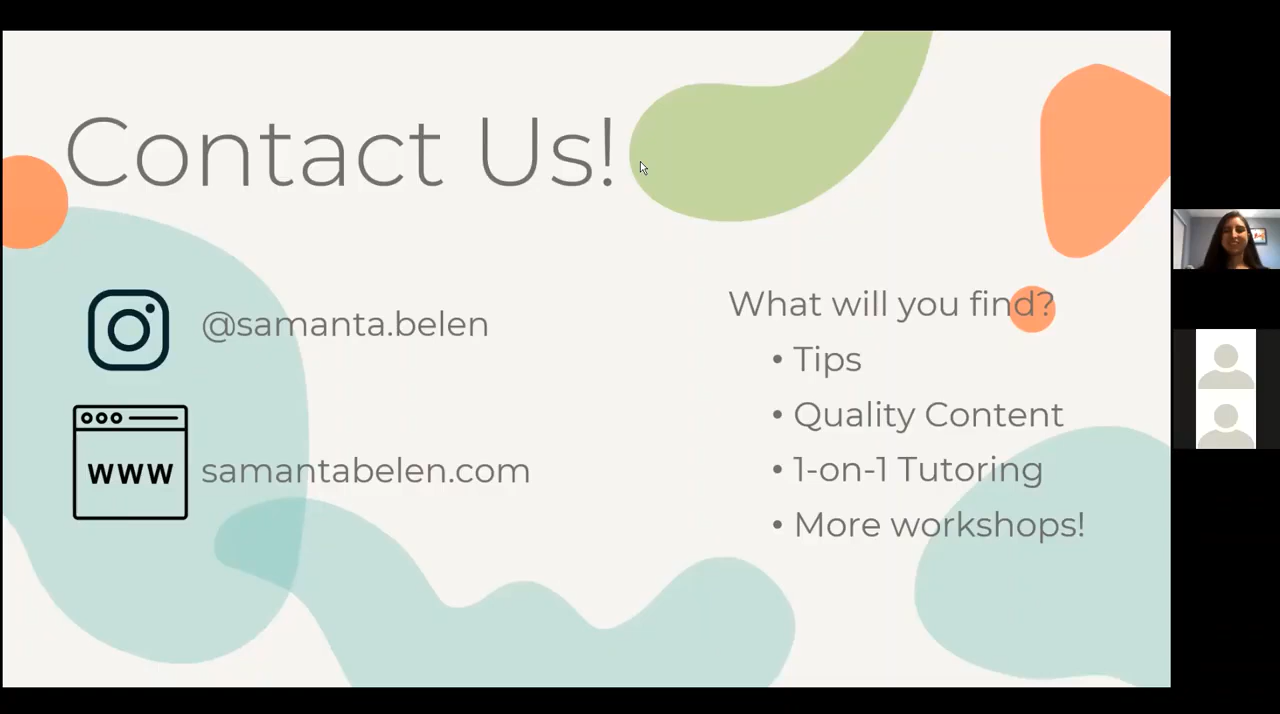 Contact Us!
@samanta.belen
WWW
samantabelen.com
What will you find?
• Tips
• Quality Content
• 1-on-1 Tutoring
• More workshops!